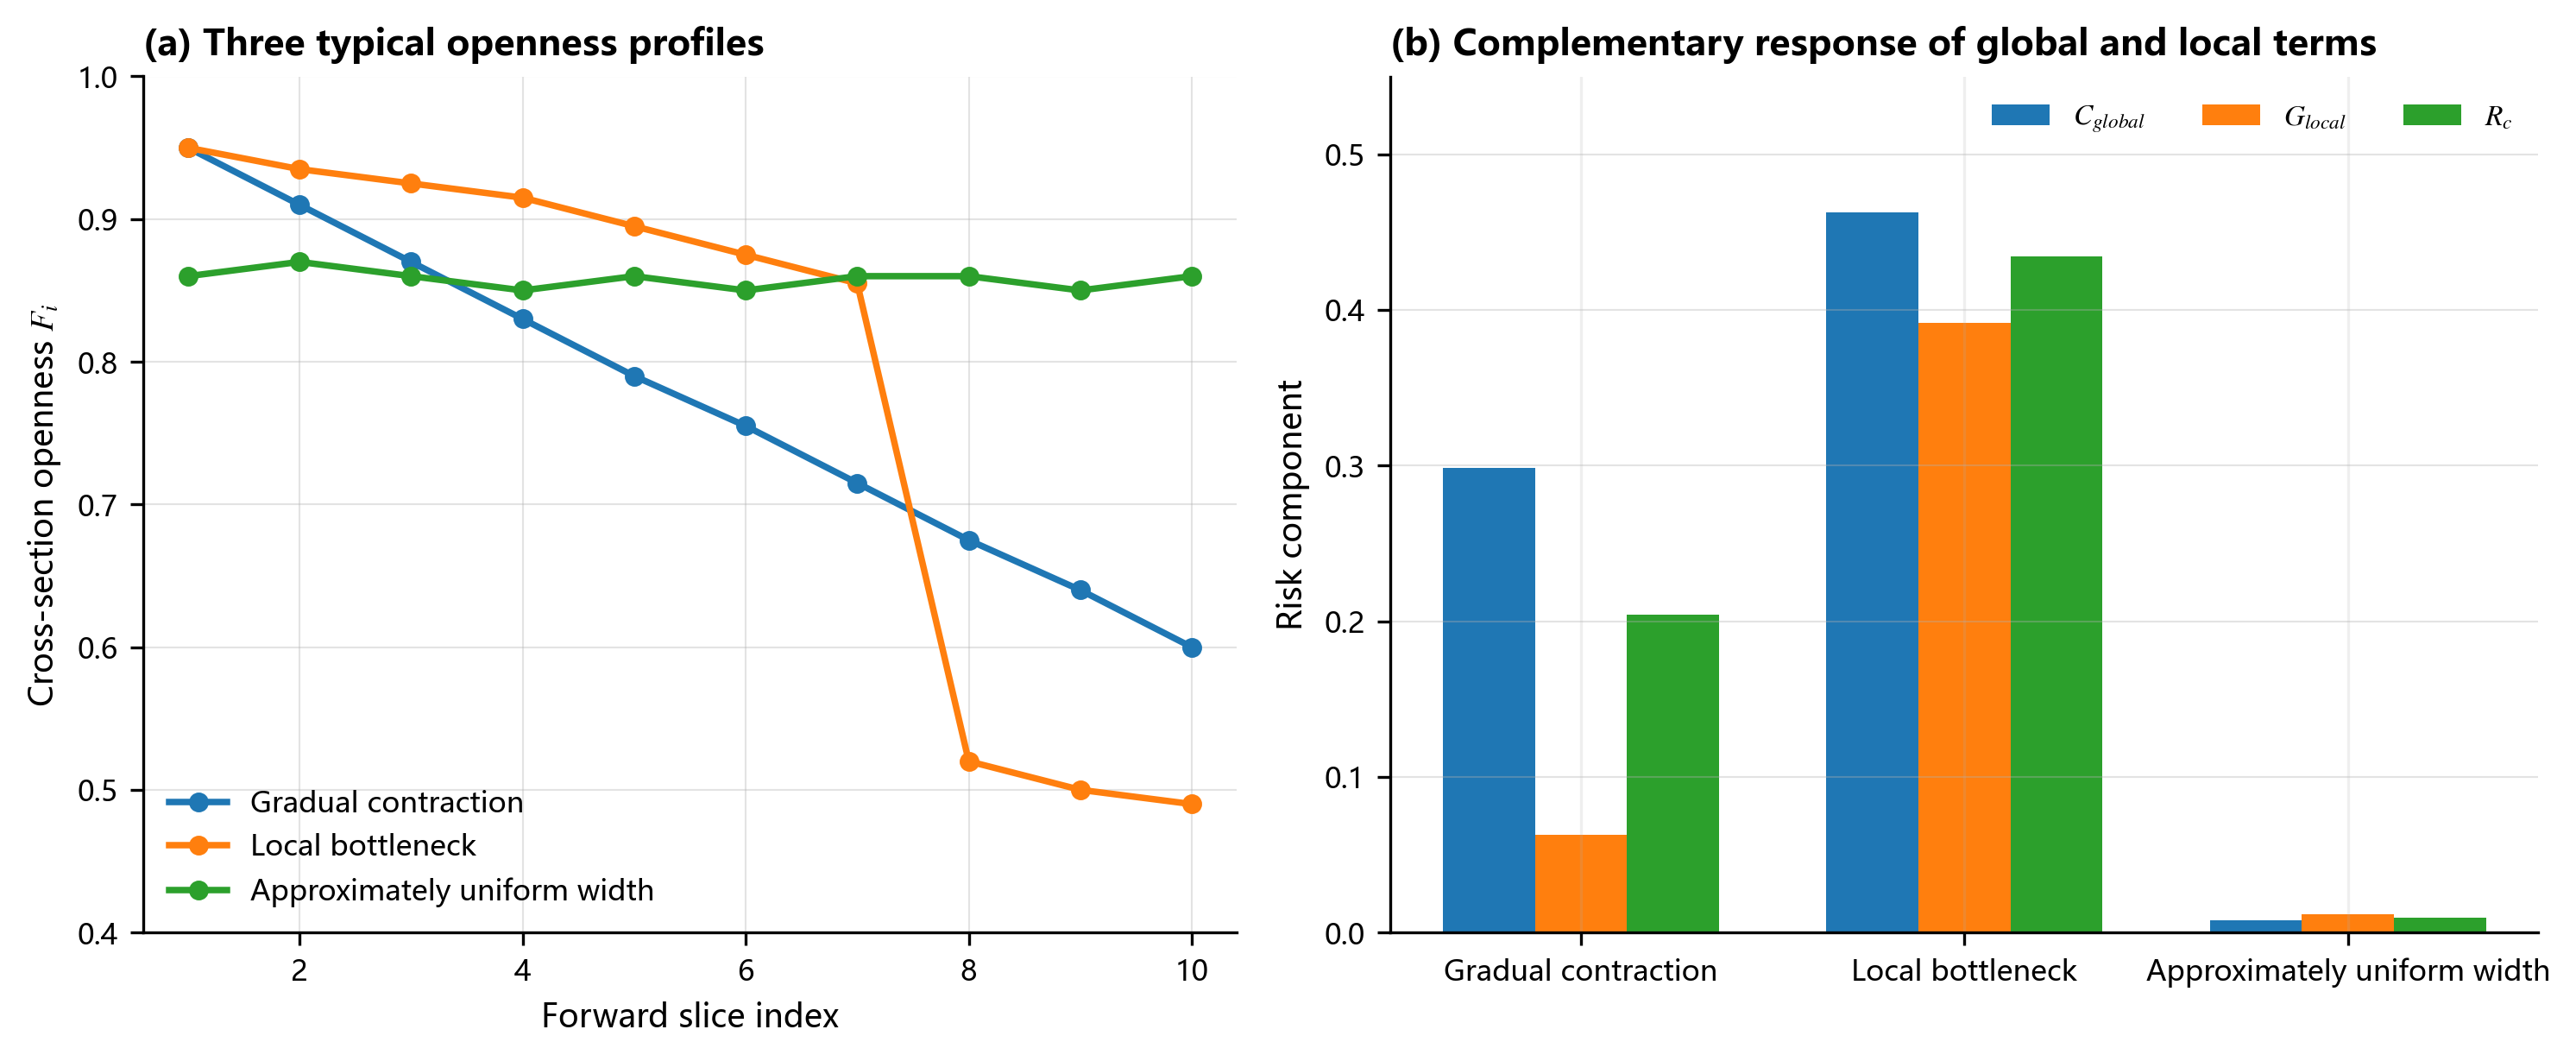 (a) Three typical openness profiles
1.0
0.9
0.8
0.7
0.6
0.5
0.4
Cross-section openness F_i
Gradual contraction
Local bottleneck
Approximately uniform width
2 4 6 8 10
Forward slice index
(b) Complementary response of global and local terms
C_global G_local R_c
0.5
0.4
0.3
0.2
0.1
0.0
Risk component
Gradual contraction Local bottleneck Approximately uniform width